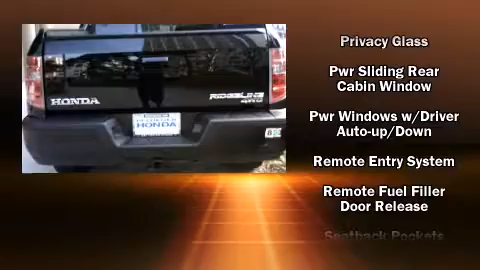 HONDA
RIDGELINE
4WD
HONDA
Privacy Glass
Pwr Sliding Rear
Cabin Window
Pwr Windows w/Driver
Auto-up/Down
Remote Entry System
Remote Fuel Filler
Door Release
Seatback Pockets